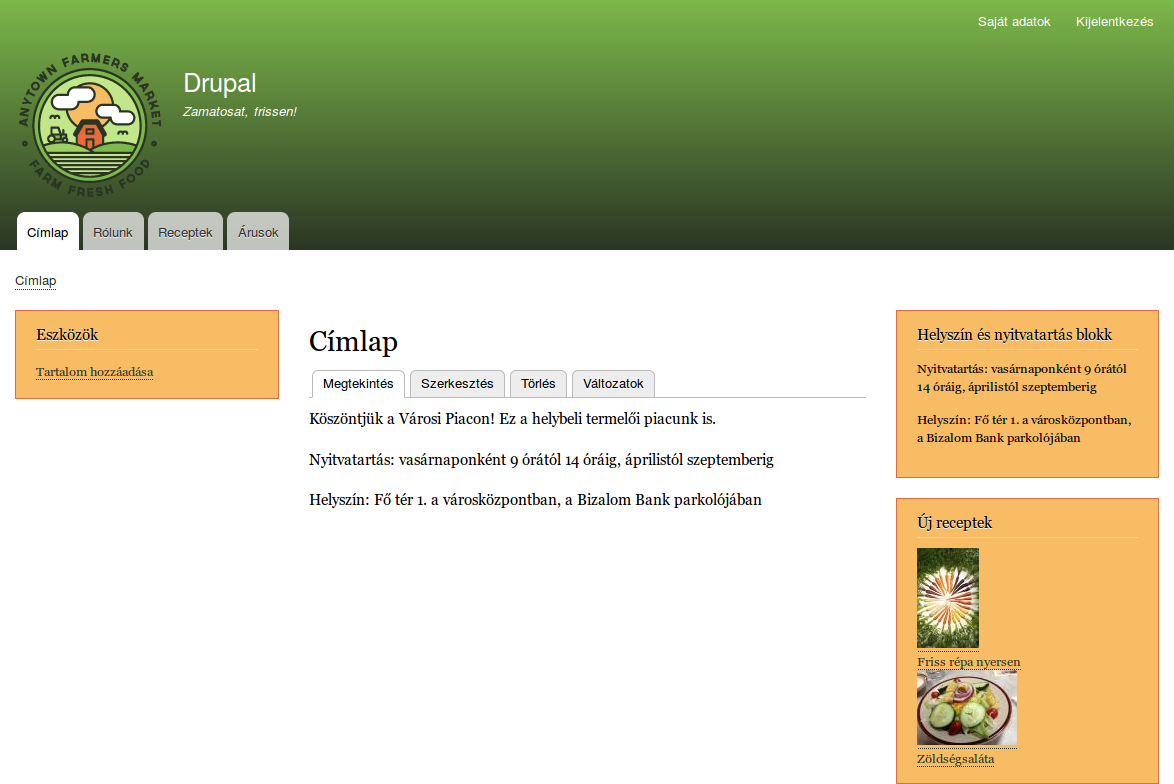 Saját adatok Kijelentkezés
ANYTOWN FARMERS MARKET
FARM FRESH FOOD
Drupal
Zamatosat, frissen!
Címlap Rólunk Receptek Árusok
Címlap
Eszközök
Tartalom hozzáadása
Címlap
Megtekintés Szerkesztés Törlés Változatok
Köszöntjük a Városi Piacon! Ez a helybeli termelői piacunk is.
Nyitvatartás: vasárnaponként 9 órától 14 óráig, áprilistól szeptemberig
Helyszín: Fő tér 1. a városközpontban, a Bizalom Bank parkolójában
Helyszín és nyitvatartás blokk
Nyitvatartás: vasárnaponként 9 órától
14 óráig, áprilistól szeptemberig
Helyszín: Fő tér 1. a városközpontban,
a Bizalom Bank parkolójában
Új receptek
Friss répa nyersen
Zöldségsaláta